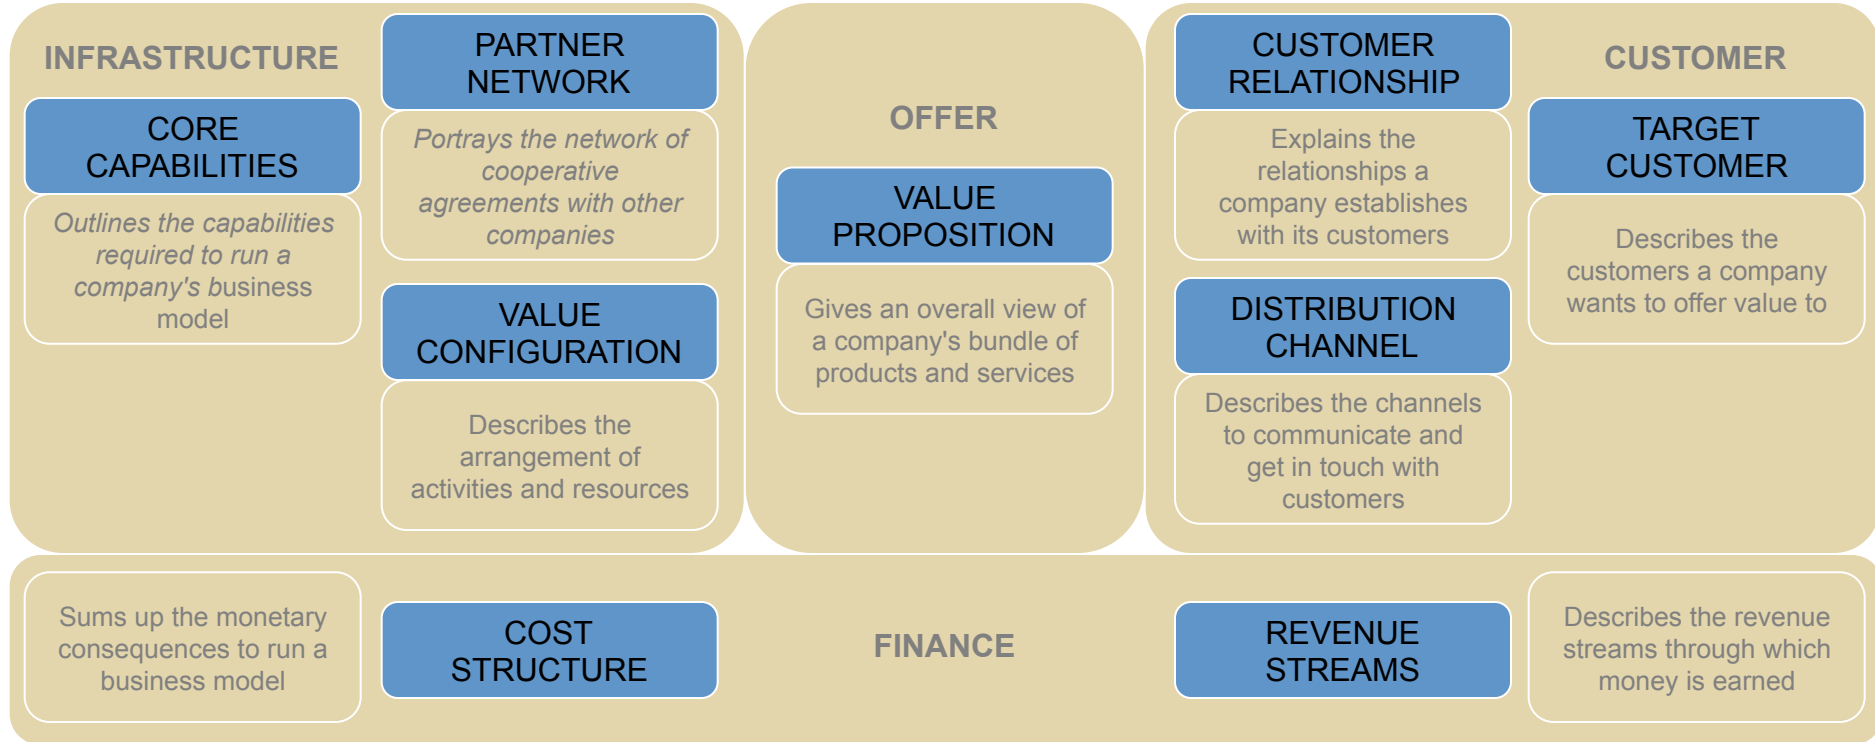 INFRASTRUCTURE
CORE
CAPABILITIES
Outlines the capabilities
required to run a
company's business
model
PARTNER
NETWORK
Portrays the network of
cooperative
agreements with other
companies
VALUE
CONFIGURATION
Describes the
arrangement of
activities and resources
OFFER
VALUE
PROPOSITION
Gives an overall view of
a company's bundle of
products and services
CUSTOMER
RELATIONSHIP
Explains the
relationships a
company establishes
with its customers
DISTRIBUTION
CHANNEL
Describes the channels
to communicate and
get in touch with
customers
CUSTOMER
TARGET
CUSTOMER
Describes the
customers a company
wants to offer value to
Sums up the monetary
consequences to run a
business model
COST
STRUCTURE
FINANCE
REVENUE
STREAMS
Describes the revenue
streams through which
money is earned